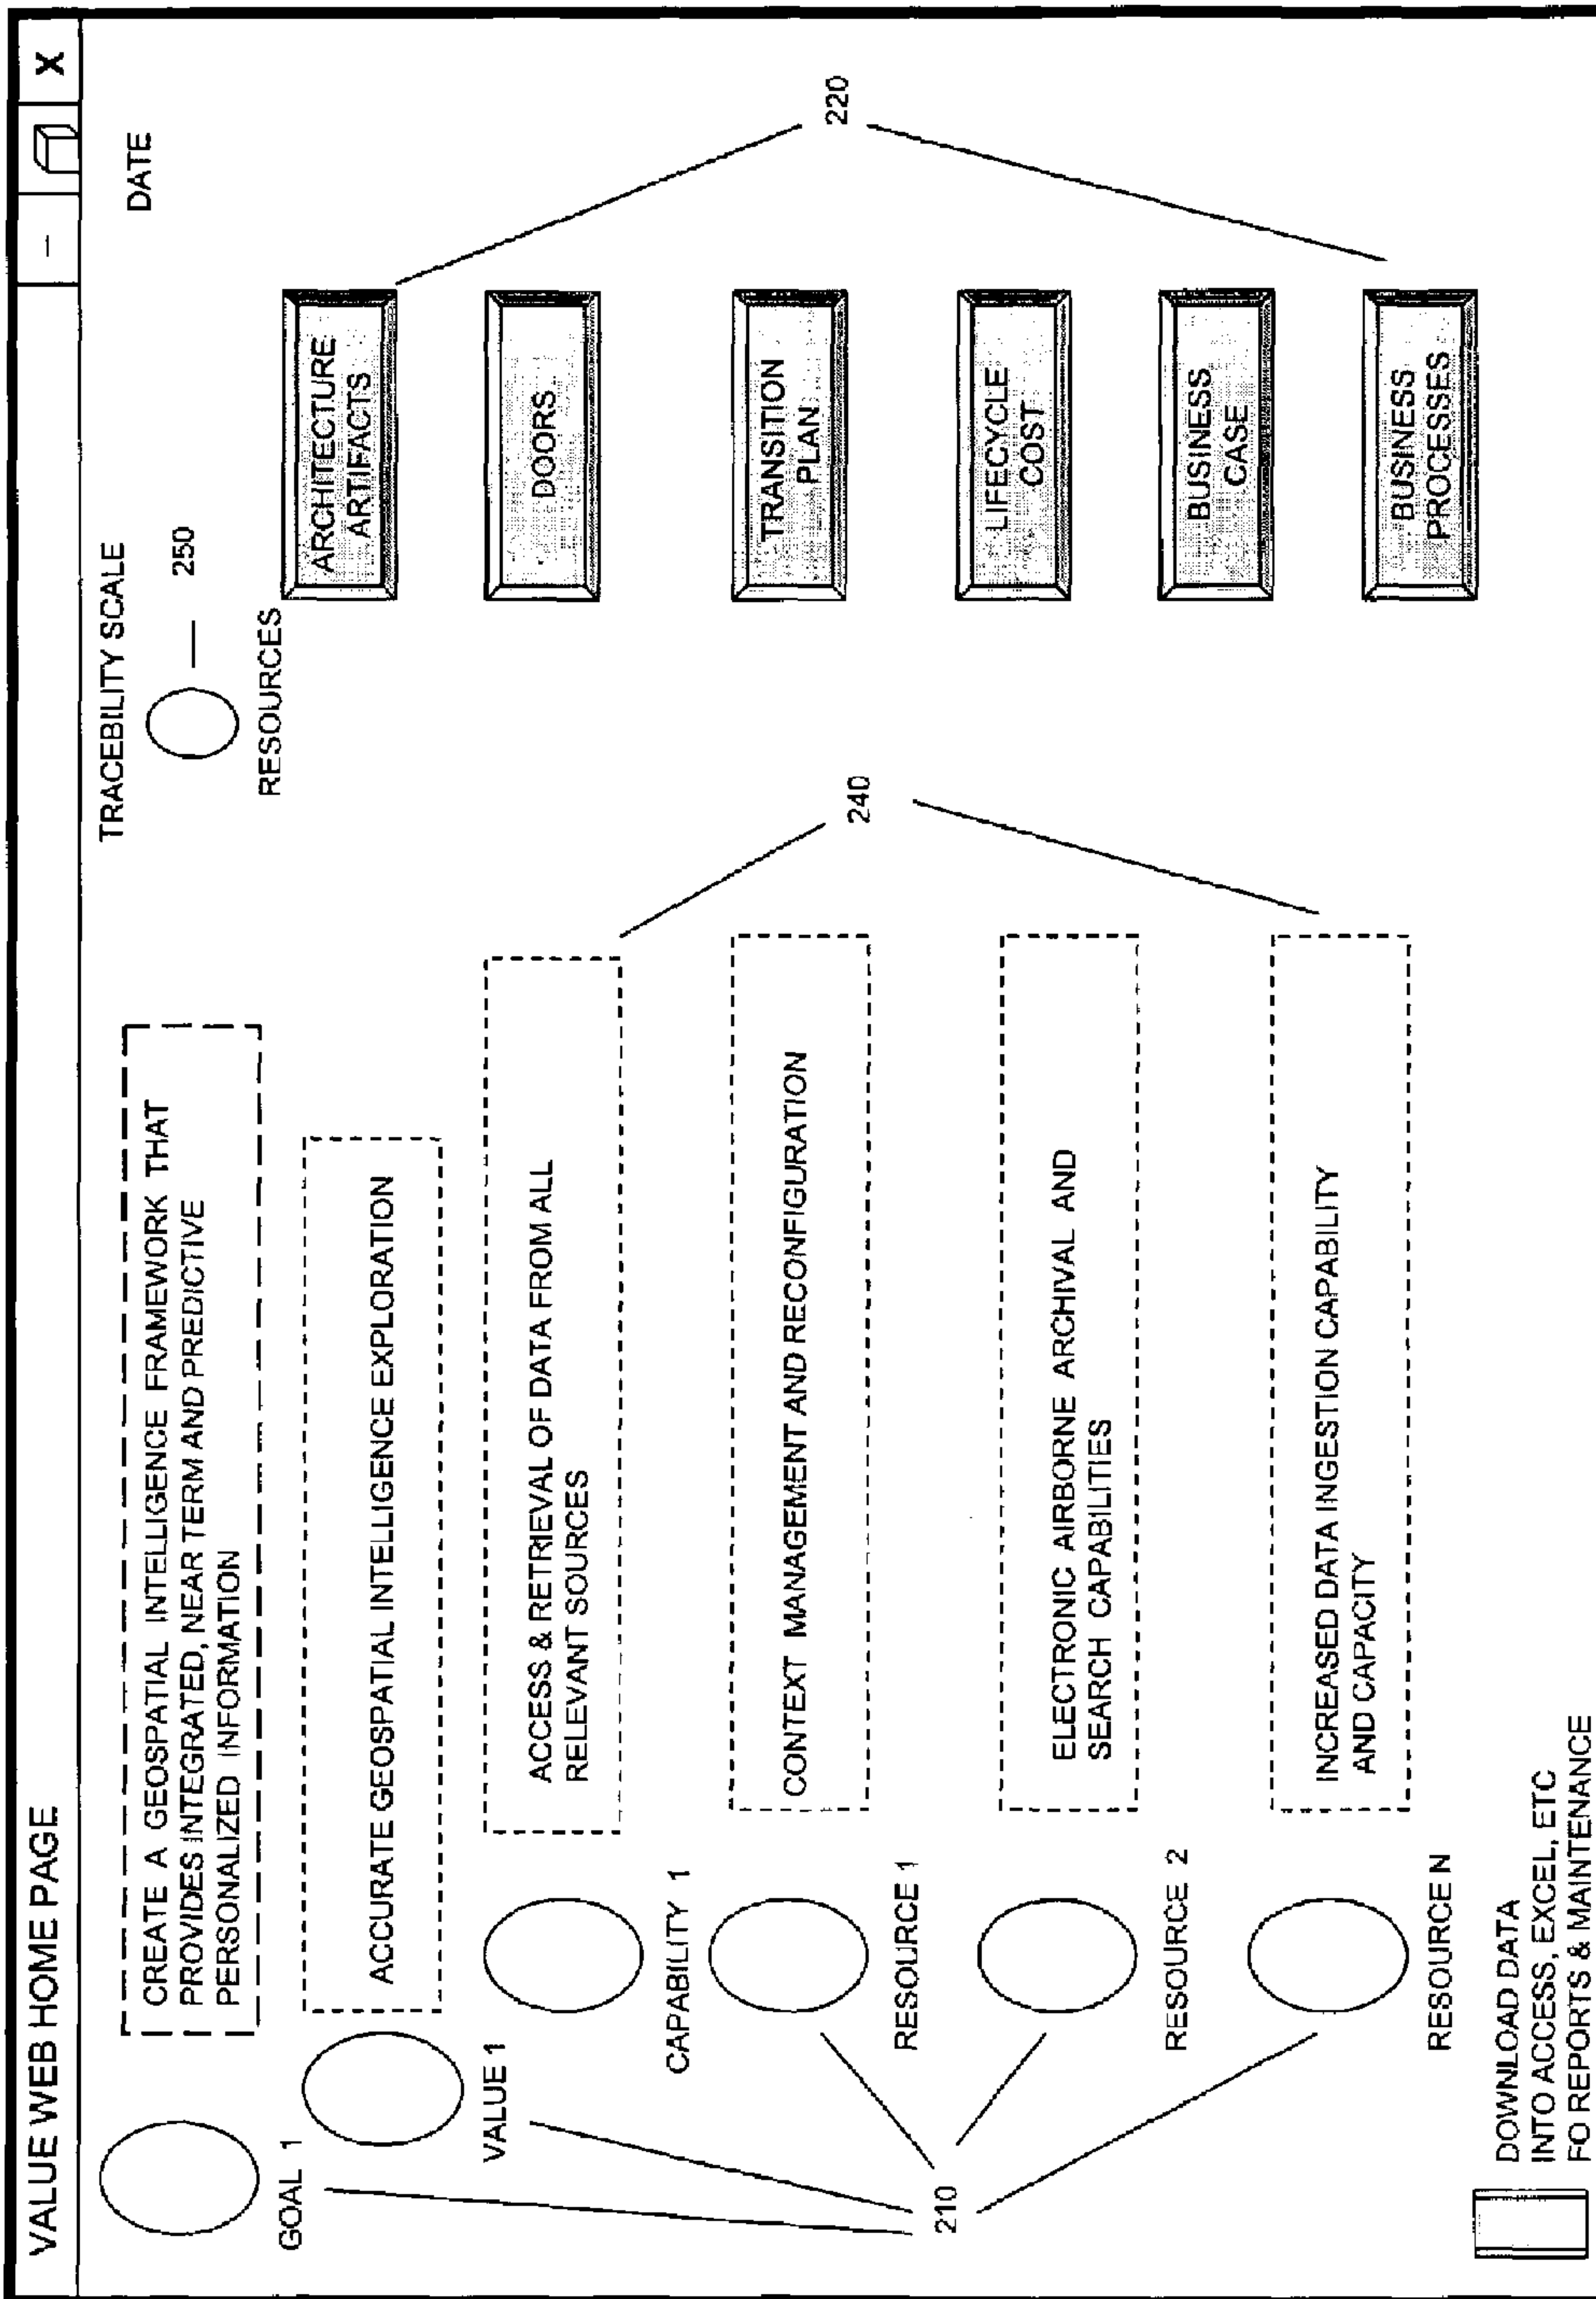 VALUE WEB HOME PAGE
– X
DATE
TRACEBILITY SCALE
250
RESOURCES
GOAL 1
CREATE A GEOSPATIAL INTELLIGENCE FRAMEWORK THAT
PROVIDES INTEGRATED, NEAR TERM AND PREDICTIVE
PERSONALIZED INFORMATION
VALUE 1
ACCURATE GEOSPATIAL INTELLIGENCE EXPLORATION
CAPABILITY 1
ACCESS & RETRIEVAL OF DATA FROM ALL
RELEVANT SOURCES
RESOURCE 1
CONTEXT MANAGEMENT AND RECONFIGURATION
RESOURCE 2
ELECTRONIC AIRBORNE ARCHIVAL AND
SEARCH CAPABILITIES
RESOURCE N
INCREASED DATA INGESTION CAPABILITY
AND CAPACITY
210
240
220
ARCHITECTURE
ARTIFACTS
DOORS
TRANSITION
PLAN
LIFECYCLE
COST
BUSINESS
CASE
BUSINESS
PROCESSES
DOWNLOAD DATA
INTO ACCESS, EXCEL, ETC
FO REPORTS & MAINTENANCE